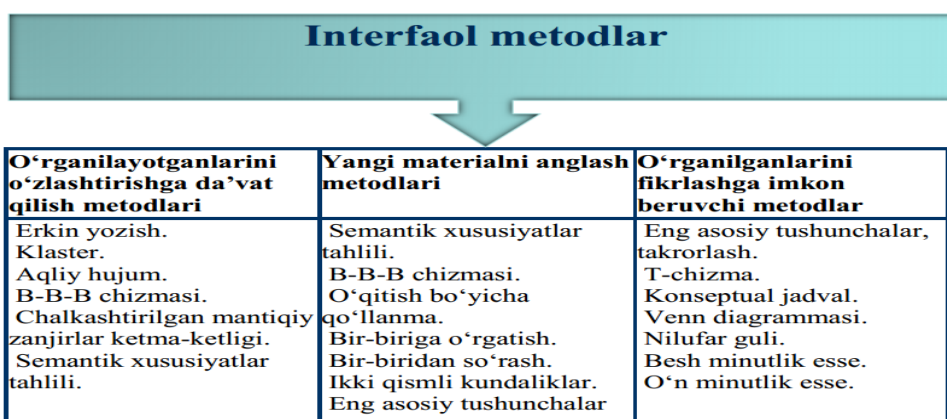 Interfaol metodlar
O‘rganilayotganlarini
o‘zlashtirishga da’vat
qilish metodlari
Erkin yozish.
Klaster.
Aqliy hujum.
B-B-B chizmasi.
Chalkashtirilgan mantiqiy
zanjirlar ketma-ketligi.
Semantik xususiyatlar
tahlili.
Yangi materialni anglash
metodlari
Semantik xususiyatlar
tahlili.
B-B-B chizmasi.
O‘qitish bo‘yicha
qo‘llanma.
Bir-biriga o‘rgatish.
Bir-biridan so‘rash.
Ikki qismli kundaliklar.
Eng asosiy tushunchalar
O‘rganilganlarini
fikrlashga imkon
beruvchi metodlar
Eng asosiy tushunchalar,
takrorlash.
T-chizma.
Konseptual jadval.
Venn diagrammasi.
Nilufar guli.
Besh minutlik esse.
O‘n minutlik esse.